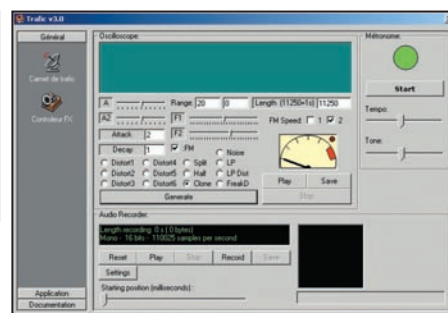 Trafic v3.0
Général
Carnet de trafic
Controleur FX
Application
Documentation
Oscilloscope:
A Range: 20 0 Length (11250=1s) 11250
A2 F1 FM Speed: 1 2
Attack: 2 F2
Decay: 1 FM
Noise
Distort1 Distort4 Split LP
Distort2 Distort5 Half LP Dist
Distort3 Distort6 Clone FreakD
Play Save
Generate Stop
Audio Recorder:
Length recording 0 s ( 0 bytes)
Mono - 16 bits - 110025 samples per second
Reset Play Stop Record Save
Settings
Starting position (milliseconds) :
Métronome:
Start
Tempo:
Tone: